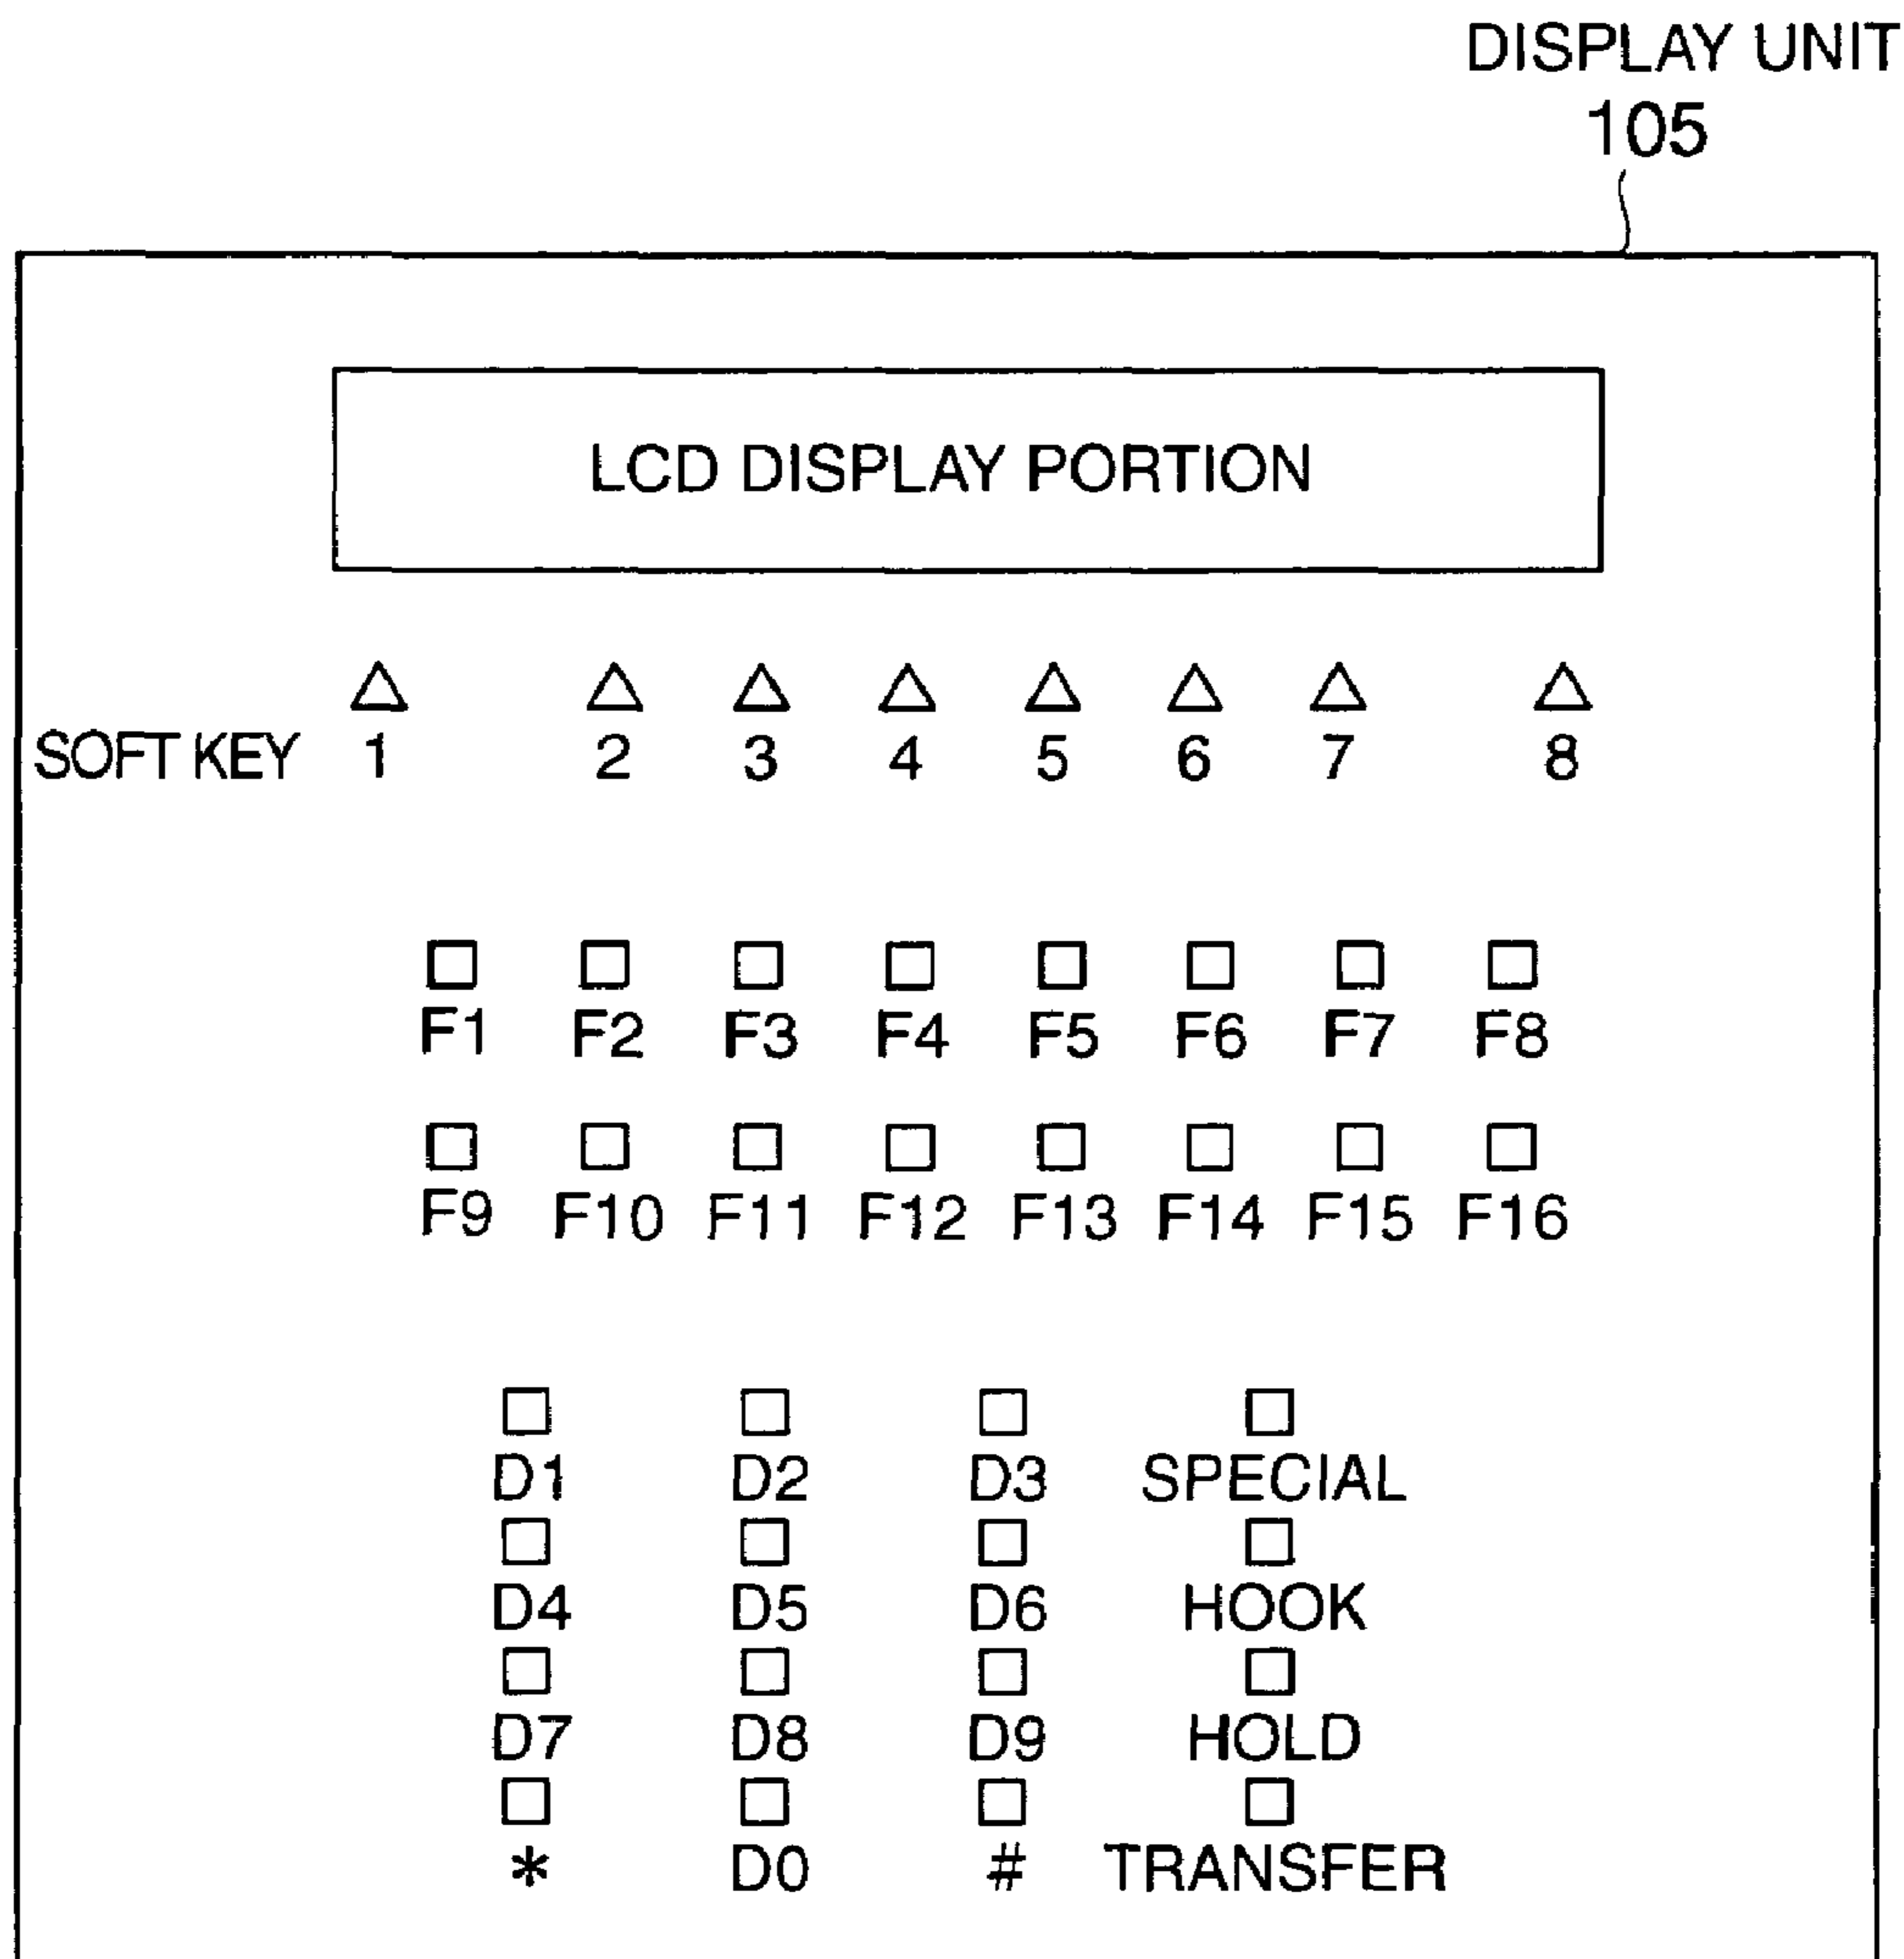 DISPLAY UNIT
105
LCD DISPLAY PORTION
SOFT KEY 1 2 3 4 5 6 7 8
F1 F2 F3 F4 F5 F6 F7 F8
F9 F10 F11 F12 F13 F14 F15 F16
D1 D2 D3 SPECIAL
D4 D5 D6 HOOK
D7 D8 D9 HOLD
* D0 # TRANSFER